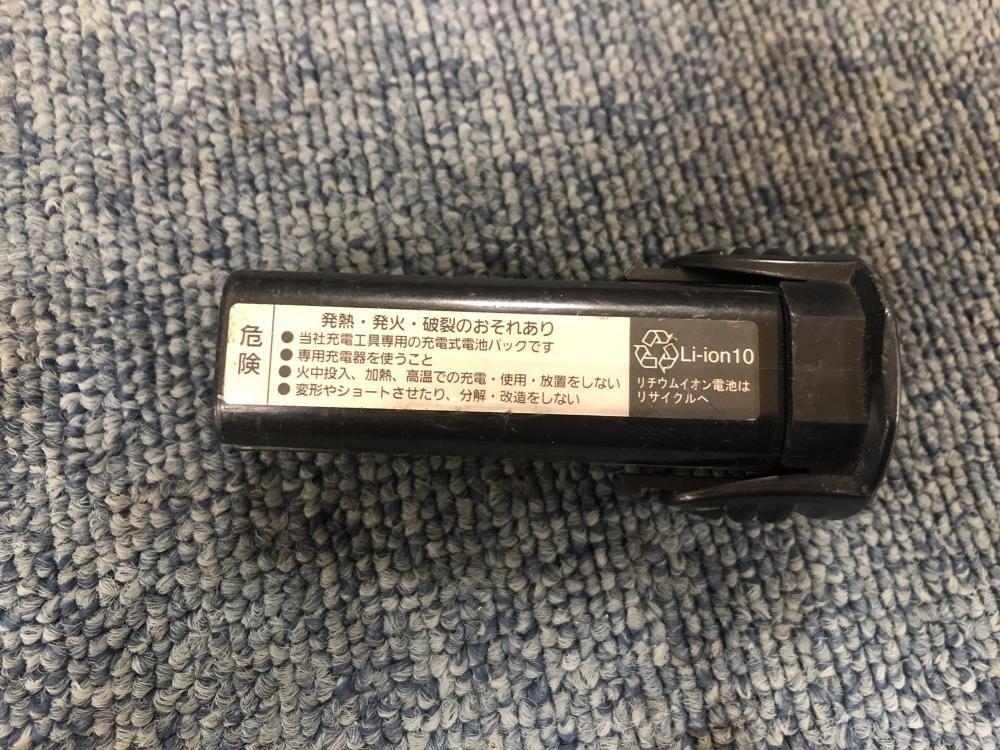 危険
発熱・発火・破裂のおそれあり
● 当社充電工具専用の充電式電池パックです
● 専用充電器を使うこと
● 火中投入、加熱、高温での充電・使用・放置をしない
● 変形やショートさせたり、分解・改造をしない
Li-ion10
リチウムイオン電池は
リサイクルへ